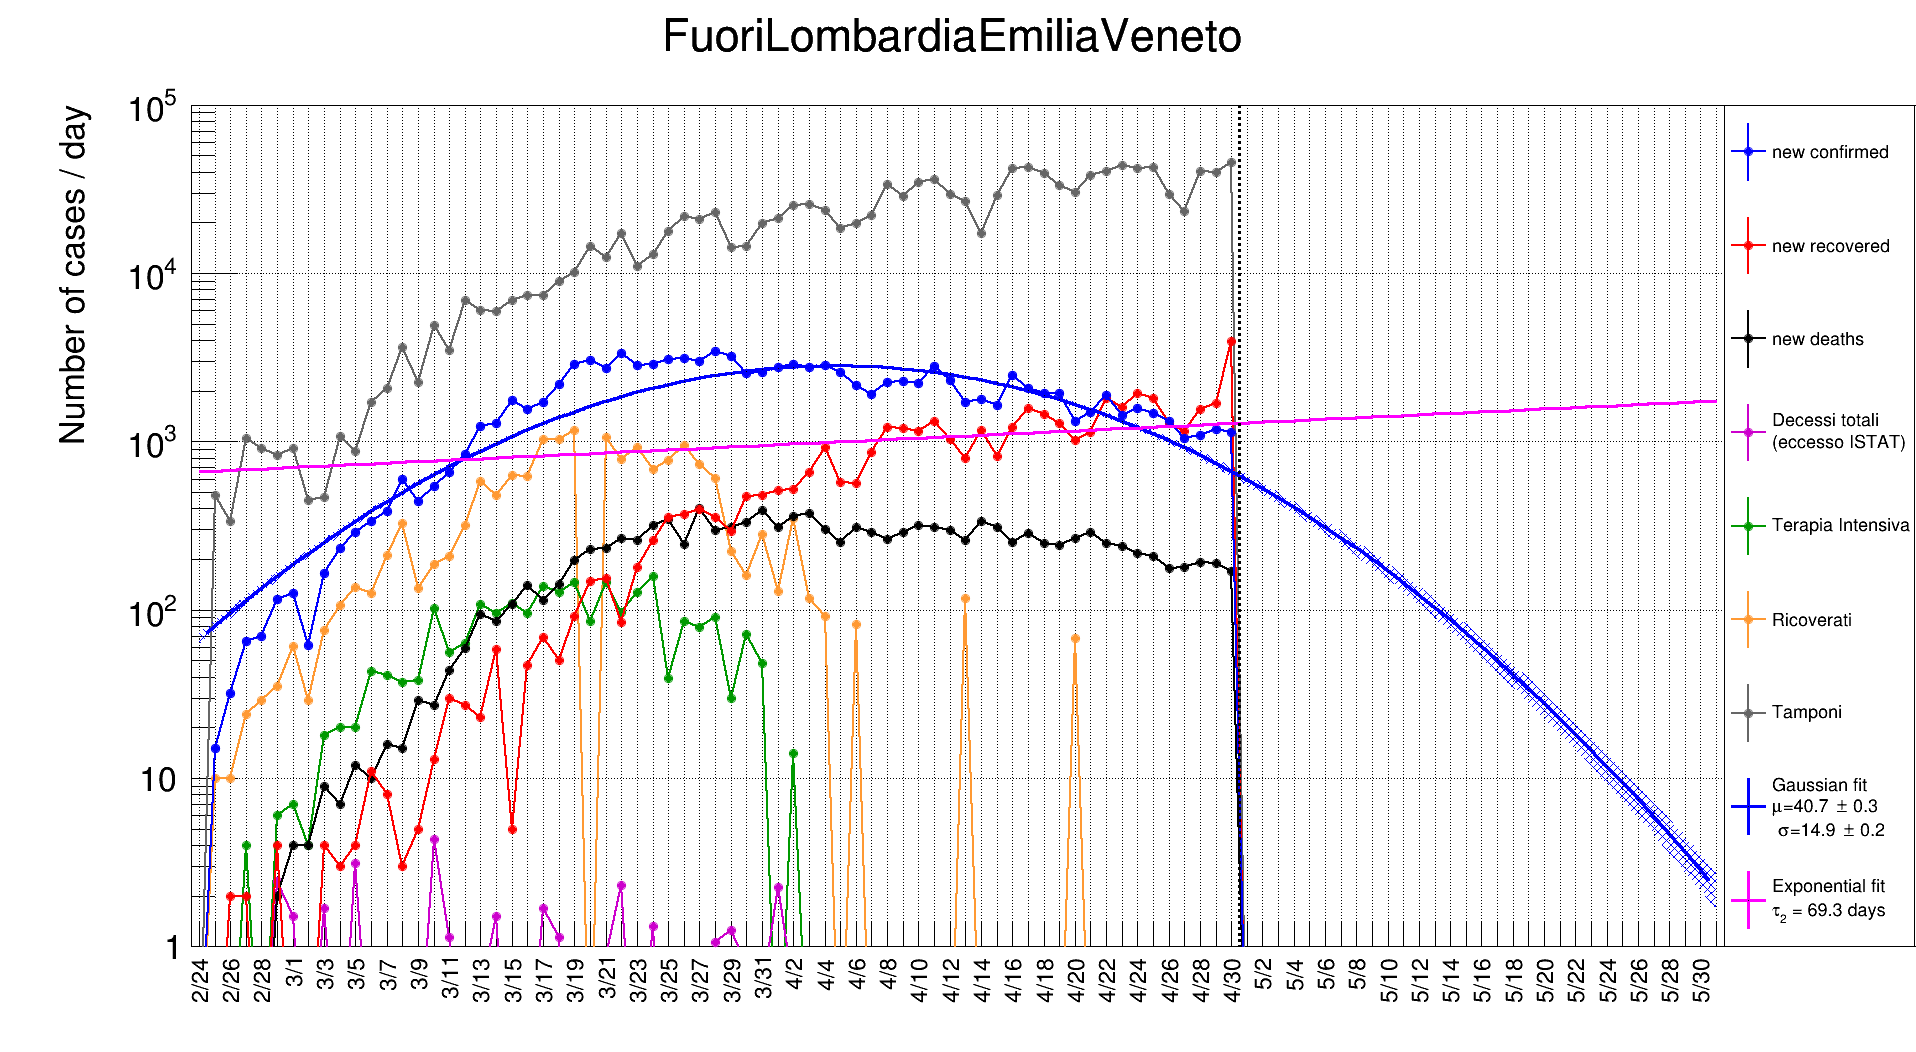 FuoriLombardiaEmiliaVeneto
Number of cases / day
10^5
10^4
10^3
10^2
10
1
2/24 2/26 2/28 3/1 3/3 3/5 3/7 3/9 3/11 3/13 3/15 3/17 3/19 3/21 3/23 3/25 3/27 3/29 3/31 4/2 4/4 4/6 4/8 4/10 4/12 4/14 4/16 4/18 4/20 4/22 4/24 4/26 4/28 4/30 5/2 5/4 5/6 5/8 5/10 5/12 5/14 5/16 5/18 5/20 5/22 5/24 5/26 5/28 5/30
new confirmed
new recovered
new deaths
Decessi totali
(eccesso ISTAT)
Terapia Intensiva
Ricoverati
Tamponi
Gaussian fit
μ=40.7 ± 0.3
σ=14.9 ± 0.2
Exponential fit
τ_2 = 69.3 days